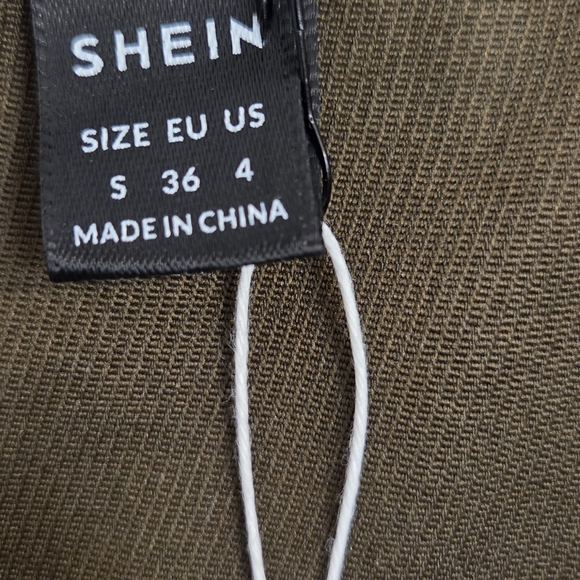 SHEIN
SIZE EU US
S 36 4
MADE IN CHINA